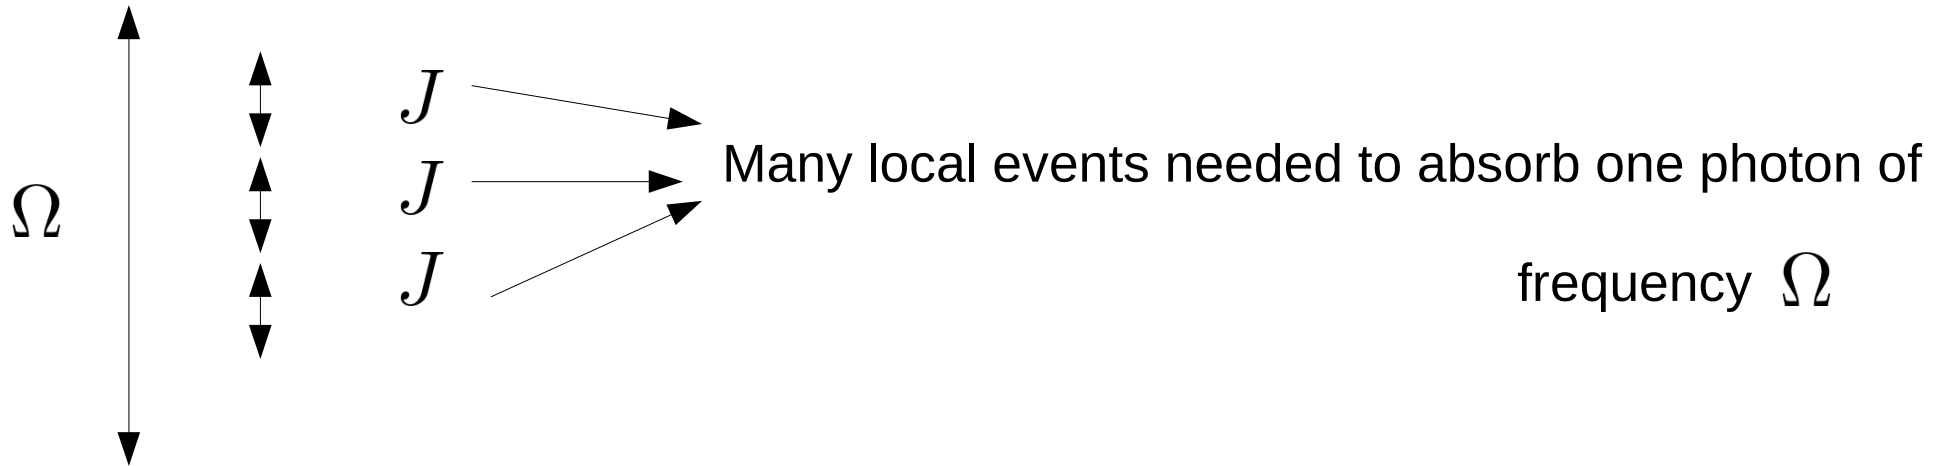 Ω
J
J
J
Many local events needed to absorb one photon of
frequency Ω